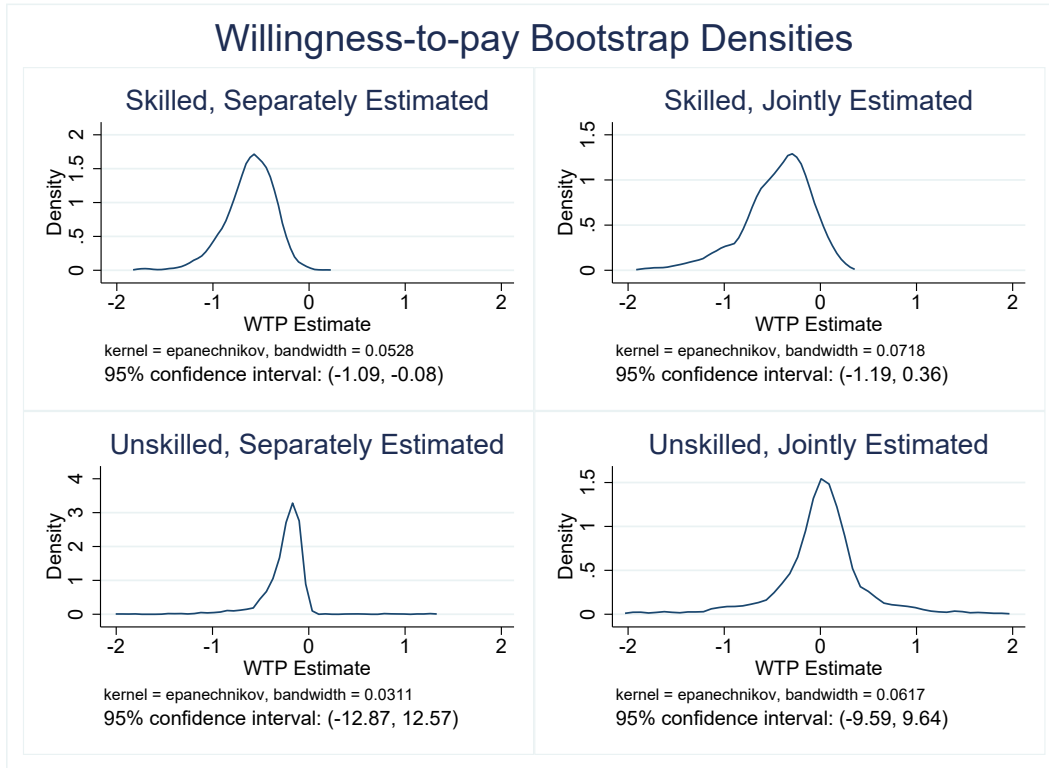 Willingness-to-pay Bootstrap Densities
Skilled, Separately Estimated
Density
2
1.5
1
.5
0
-2 -1 0 1 2
WTP Estimate
kernel = epanechnikov, bandwidth = 0.0528
95% confidence interval: (-1.09, -0.08)
Skilled, Jointly Estimated
Density
1.5
1
.5
0
-2 -1 0 1 2
WTP Estimate
kernel = epanechnikov, bandwidth = 0.0718
95% confidence interval: (-1.19, 0.36)
Unskilled, Separately Estimated
Density
4
3
2
1
0
-2 -1 0 1 2
WTP Estimate
kernel = epanechnikov, bandwidth = 0.0311
95% confidence interval: (-12.87, 12.57)
Unskilled, Jointly Estimated
Density
1.5
1
.5
0
-2 -1 0 1 2
WTP Estimate
kernel = epanechnikov, bandwidth = 0.0617
95% confidence interval: (-9.59, 9.64)